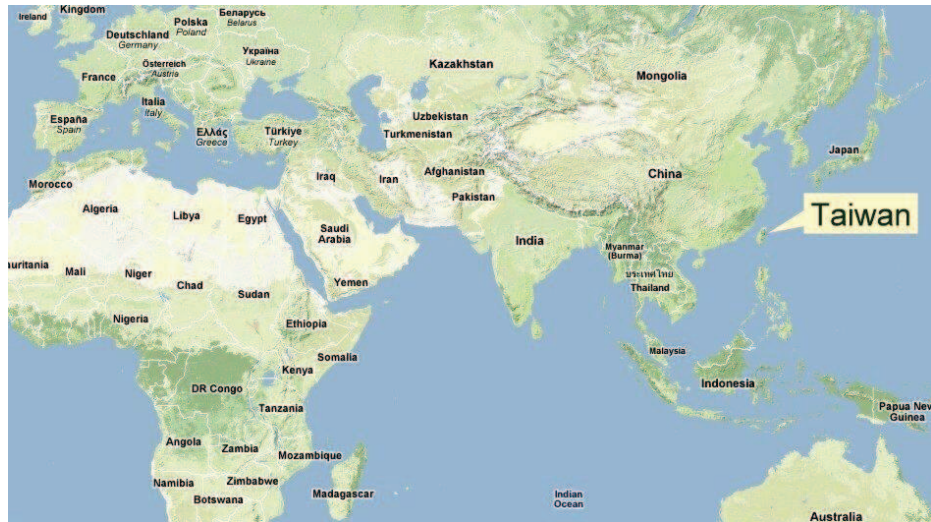 Ireland
Kingdom
Беларусь
Belarus
Polska
Poland
Deutschland
Germany
Україна
Ukraine
Österreich
Austria
France
Kazakhstan
Mongolia
Italia
Italy
España
Spain
Ελλάς
Greece
Türkiye
Turkey
Uzbekistan
Turkmenistan
Japan
Morocco
Iraq
Iran
Afghanistan
China
Pakistan
Algeria
Libya
Egypt
Saudi
Arabia
India
Taiwan
Myanmar
(Burma)
uritania
Mali
Niger
Chad
Sudan
Yemen
ประเทศไทย
Thailand
Nigeria
Ethiopia
Somalia
Malaysia
Kenya
DR Congo
Indonesia
Tanzania
Papua New
Guinea
Angola
Zambia
Mozambique
Namibia
Zimbabwe
Botswana
Madagascar
Indian
Ocean
Australia